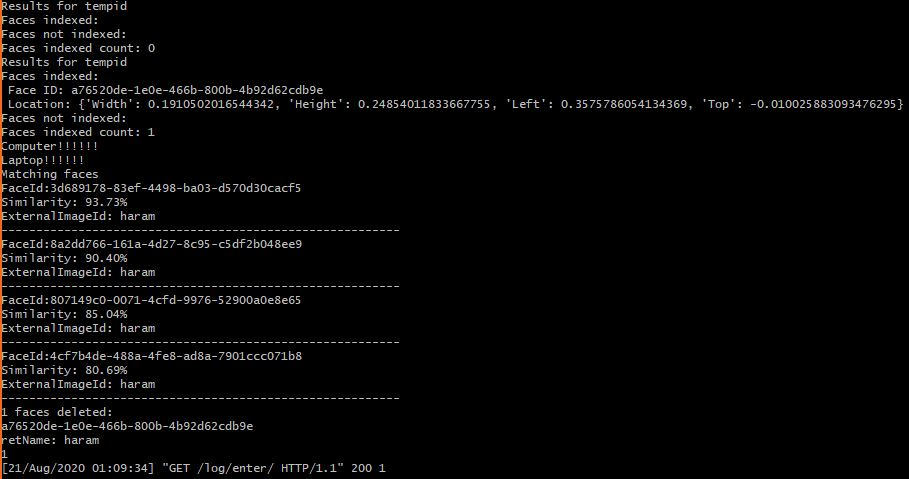 Results for tempid
Faces indexed:
Faces not indexed:
Faces indexed count: 0
Results for tempid
Faces indexed:
 Face ID: a76520de-1e0e-466b-800b-4b92d62cdb9e
 Location: {'Width': 0.1910502016544342, 'Height': 0.24854011833667755, 'Left': 0.3575786054134369, 'Top': -0.010025883093476295}
Faces not indexed:
Faces indexed count: 1
Computer!!!!!!
Laptop!!!!!!
Matching faces
FaceId:3d689178-83ef-4498-ba03-d570d30cacf5
Similarity: 93.73%
ExternalImageId: haram
---------------------------------------------------------
FaceId:8a2dd766-161a-4d27-8c95-c5df2b048ee9
Similarity: 90.40%
ExternalImageId: haram
---------------------------------------------------------
FaceId:807149c0-0071-4cfd-9976-52900a0e8e65
Similarity: 85.04%
ExternalImageId: haram
---------------------------------------------------------
FaceId:4cf7b4de-488a-4fe8-ad8a-7901ccc071b8
Similarity: 80.69%
ExternalImageId: haram
---------------------------------------------------------
1 faces deleted:
a76520de-1e0e-466b-800b-4b92d62cdb9e
retName: haram
1
[21/Aug/2020 01:09:34] "GET /log/enter/ HTTP/1.1" 200 1